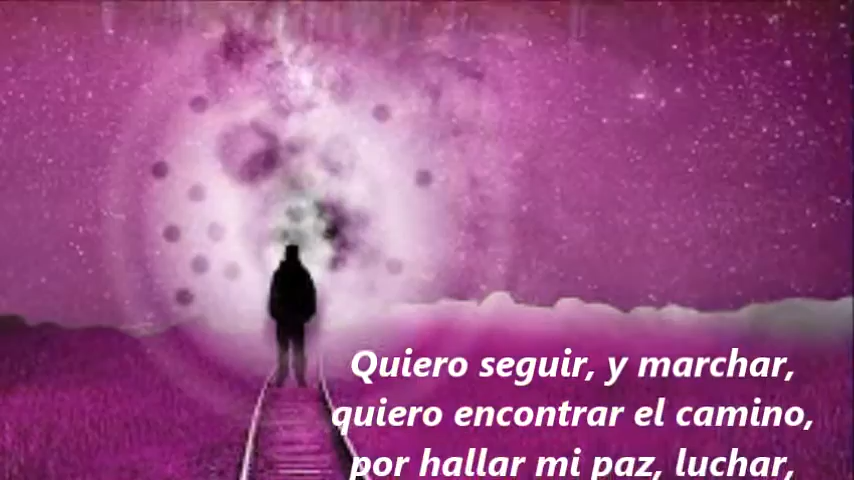 Quiero seguir, y marchar,
quiero encontrar el camino,
por hallar mi paz, luchar,